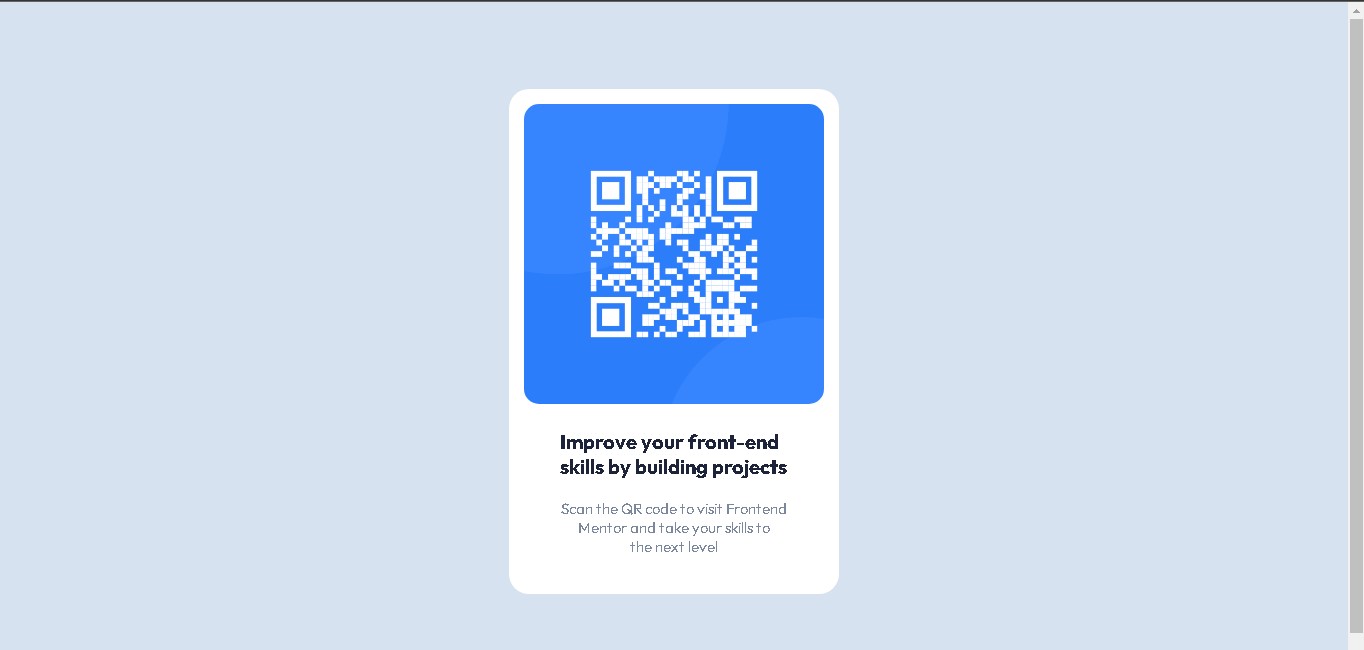 Improve your front-end
skills by building projects
Scan the QR code to visit Frontend
Mentor and take your skills to
the next level